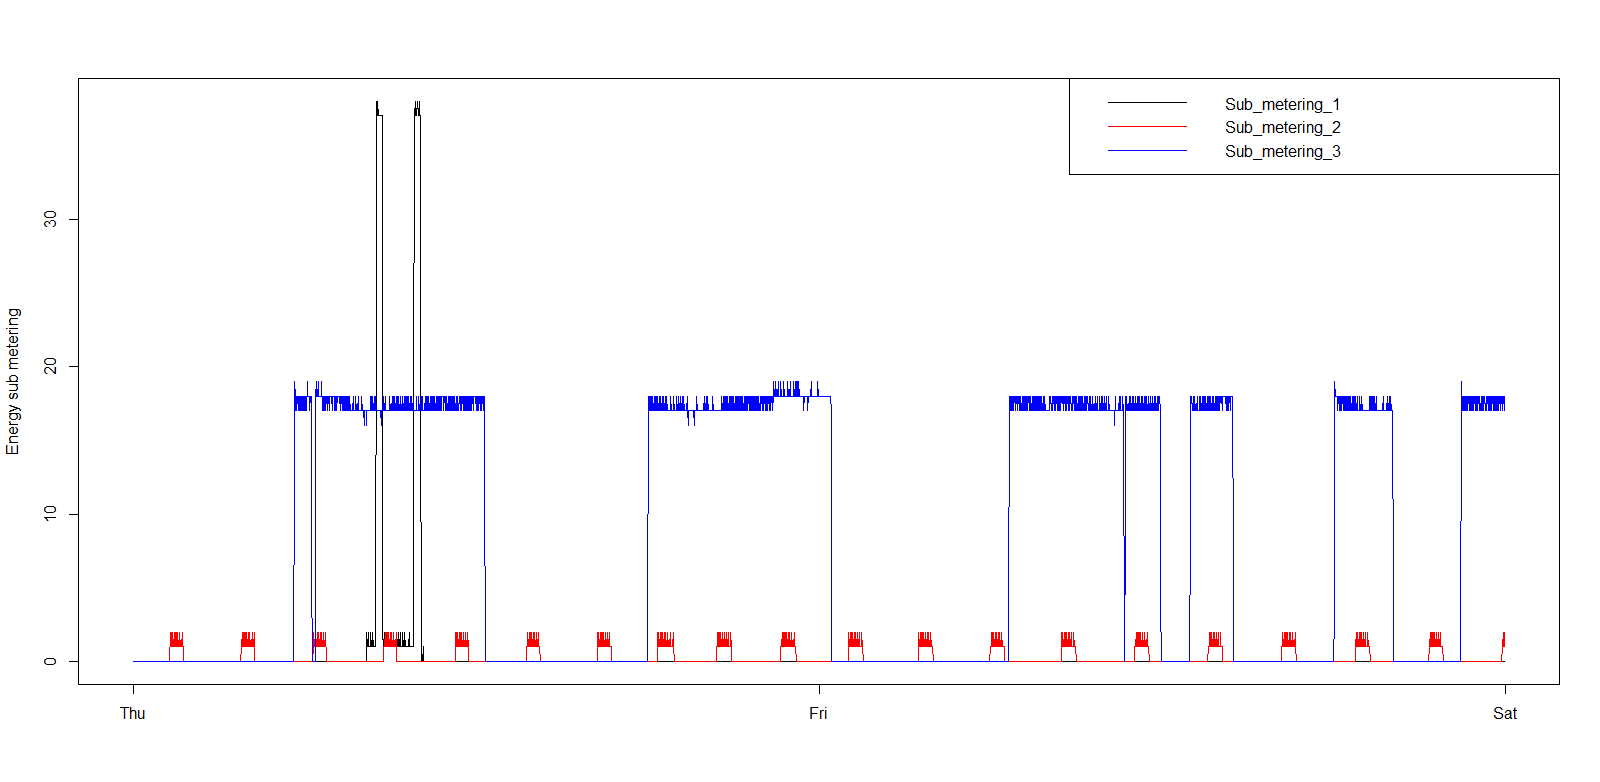 Sub_metering_1
Sub_metering_2
Sub_metering_3
Energy sub metering
30
20
10
0
Thu Fri Sat